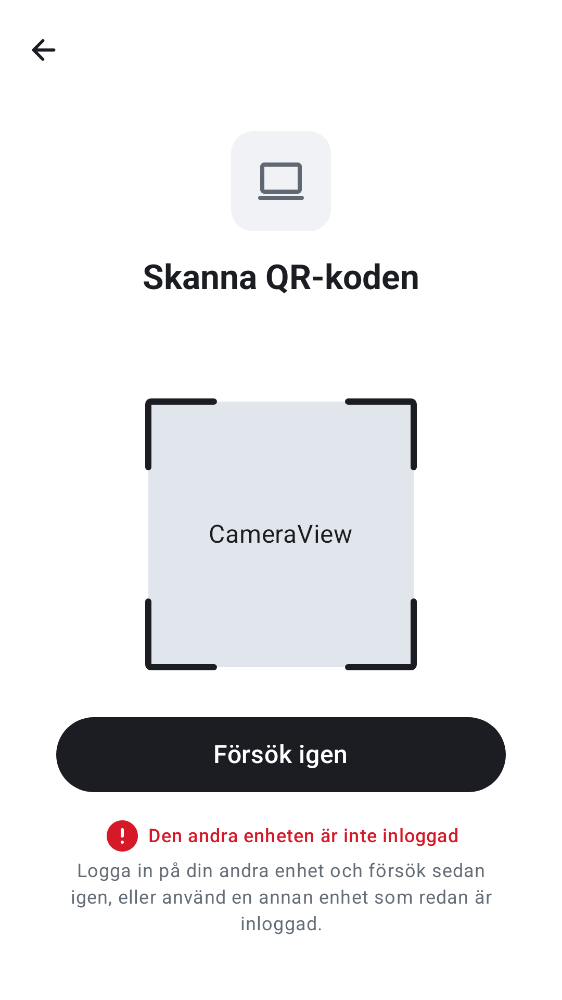 Skanna QR-koden
CameraView
Försök igen
Den andra enheten är inte inloggad
Logga in på din andra enhet och försök sedan
igen, eller använd en annan enhet som redan är
inloggad.